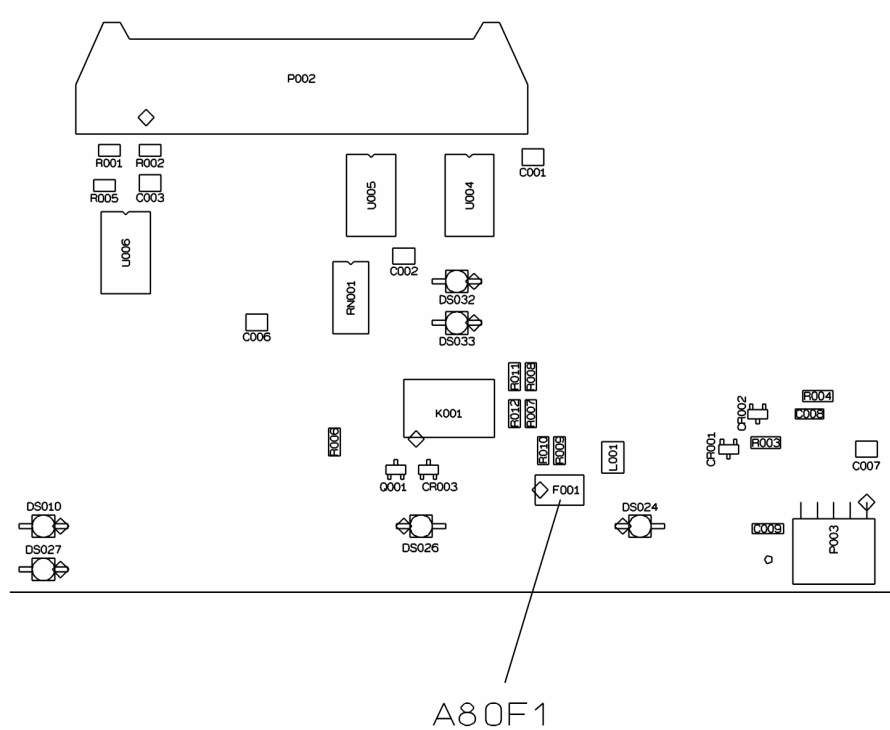 P002
R001 R002
C001
R005 C003
U005 U004
U006
C002
RN001 DS032
C006 DS033
R011 R008
K001 R012 R007
CR002 R004
C008
R006
R010 R009 L001 CR001 R003
C007
Q001 CR003
F001
DS010 DS024
P003
C009
DS026
DS027
A80F1